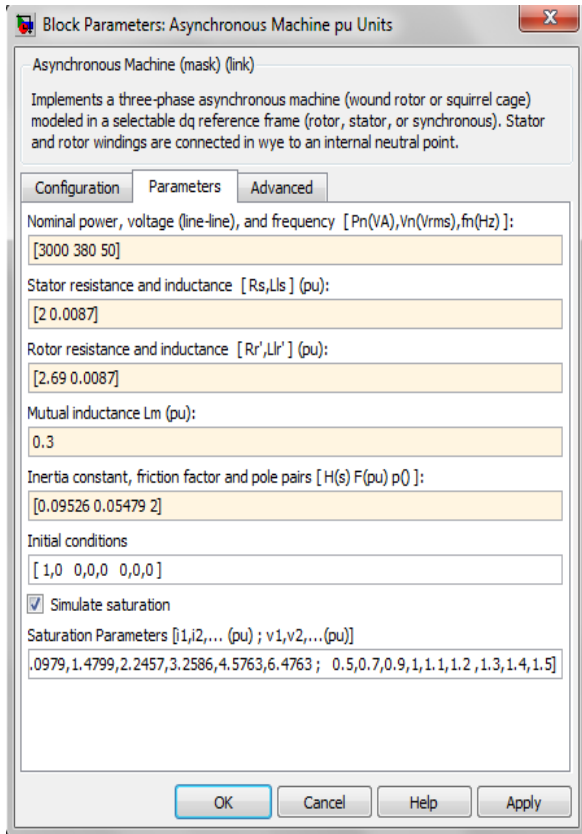 Block Parameters: Asynchronous Machine pu Units
X
Asynchronous Machine (mask) (link)
Implements a three-phase asynchronous machine (wound rotor or squirrel cage)
modeled in a selectable dq reference frame (rotor, stator, or synchronous). Stator
and rotor windings are connected in wye to an internal neutral point.
Configuration Parameters Advanced
Nominal power, voltage (line-line), and frequency [ Pn(VA),Vn(Vrms),fn(Hz) ]:
[3000 380 50]
Stator resistance and inductance [ Rs,Lls ] (pu):
[2 0.0087]
Rotor resistance and inductance [ Rr',Llr' ] (pu):
[2.69 0.0087]
Mutual inductance Lm (pu):
0.3
Inertia constant, friction factor and pole pairs [ H(s) F(pu) p() ]:
[0.09526 0.05479 2]
Initial conditions
[ 1,0 0,0,0 0,0,0 ]
Simulate saturation
Saturation Parameters [i1,i2,... (pu) ; v1,v2,...(pu)]
.0979,1.4799,2.2457,3.2586,4.5763,6.4763 ; 0.5,0.7,0.9,1,1.1,1.2 ,1.3,1.4,1.5]
OK Cancel Help Apply